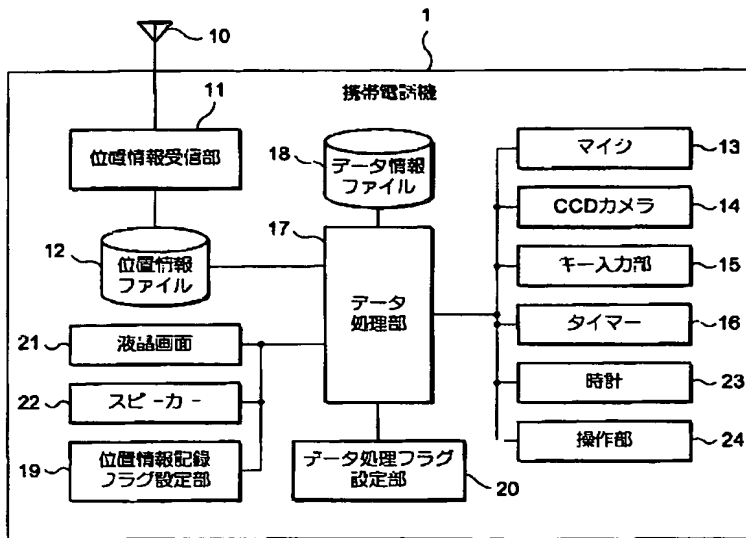 10
1
携帯電話機
11
位置情報受信部
18
データ情報
ファイル
マイク
13
CCDカメラ
14
12
位置情報
ファイル
17
データ
処理部
キー入力部
15
タイマー
16
21
液晶画面
時計
23
22
スピーカー
操作部
24
19
位置情報記録
フラグ設定部
データ処理フラグ
設定部
20